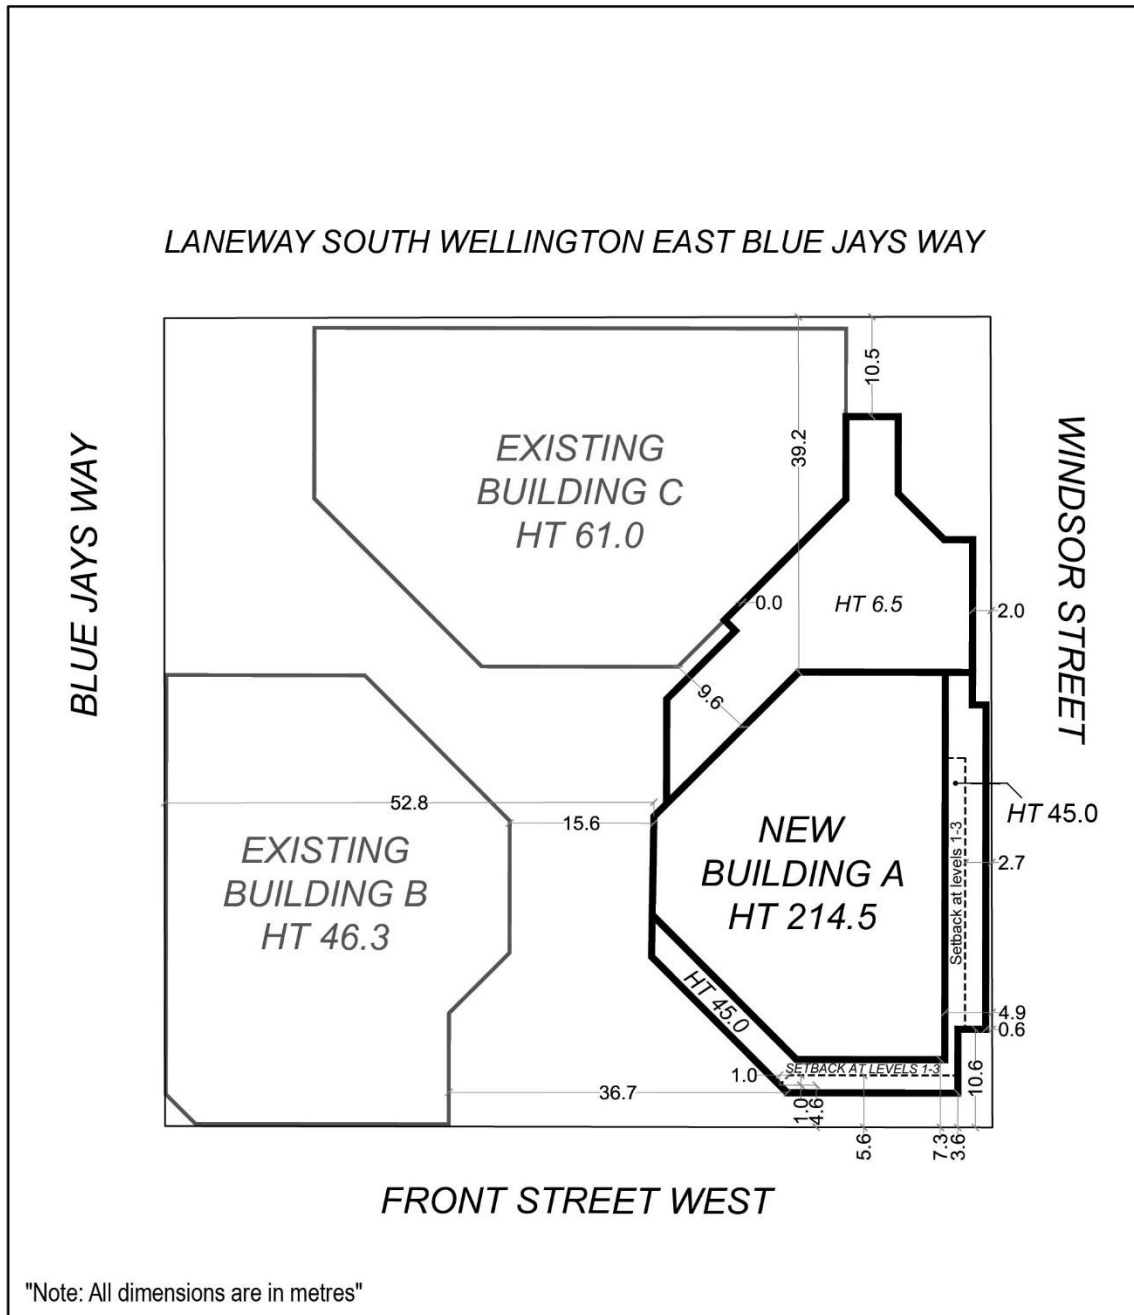 LANEWAY SOUTH WELLINGTON EAST BLUE JAYS WAY
10.5
39.2
EXISTING
BUILDING C
HT 61.0
BLUE JAYS WAY
WINDSOR STREET
0.0
HT 6.5
2.0
9.6
52.8
15.6
HT 45.0
EXISTING
BUILDING B
HT 46.3
NEW
BUILDING A
HT 214.5
Setback at levels 1-3
2.7
HT 45.0
4.9
0.6
SETBACK AT LEVELS 1-3
1.0
36.7
1.0
4.6
10.6
5.6
7.3
3.6
FRONT STREET WEST
"Note: All dimensions are in metres"